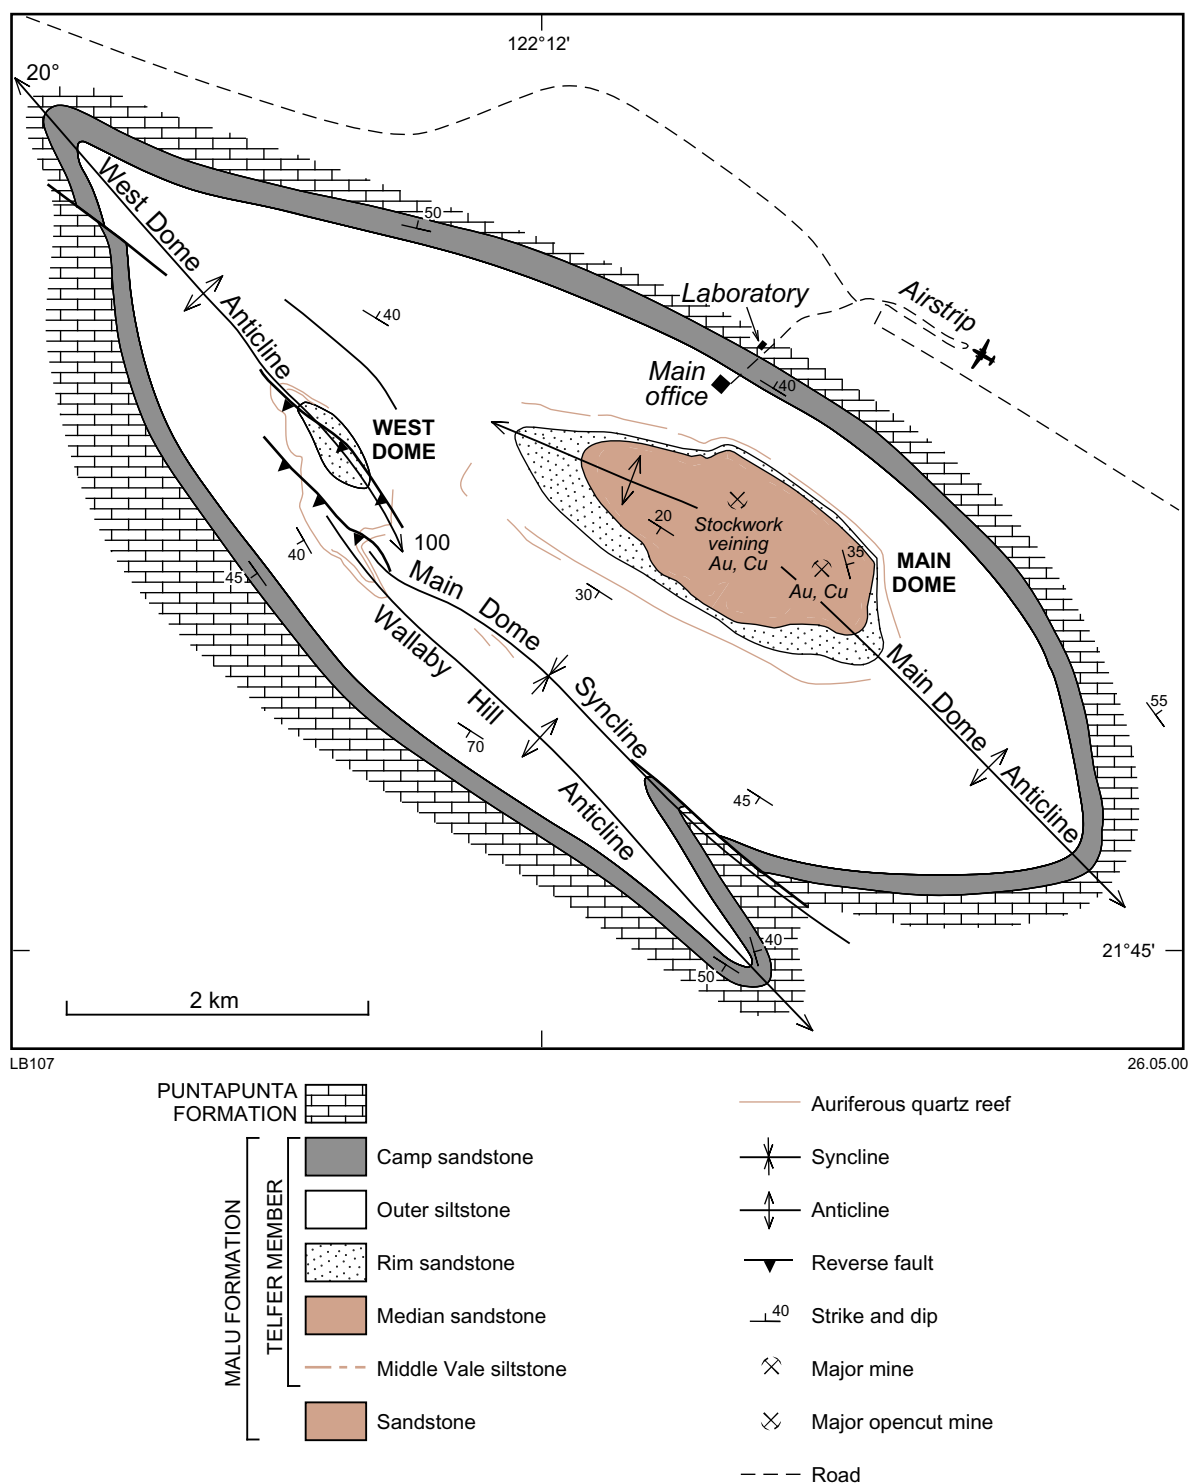 122°12'
20°
West Dome Anticline
50
40
Laboratory
Airstrip
Main
office
40
WEST
DOME
20
Stockwork
veining
Au, Cu
35
Au, Cu
MAIN
DOME
100
40
45
30
Main Dome Syncline
Wallaby Hill Anticline
Main Dome Anticline
55
70
45
40
50
21°45'
2 km
LB107
26.05.00
PUNTAPUNTA
FORMATION
MALU FORMATION
TELFER MEMBER
Camp sandstone
Outer siltstone
Rim sandstone
Median sandstone
Middle Vale siltstone
Sandstone
Auriferous quartz reef
Syncline
Anticline
Reverse fault
40
Strike and dip
Major mine
Major opencut mine
Road